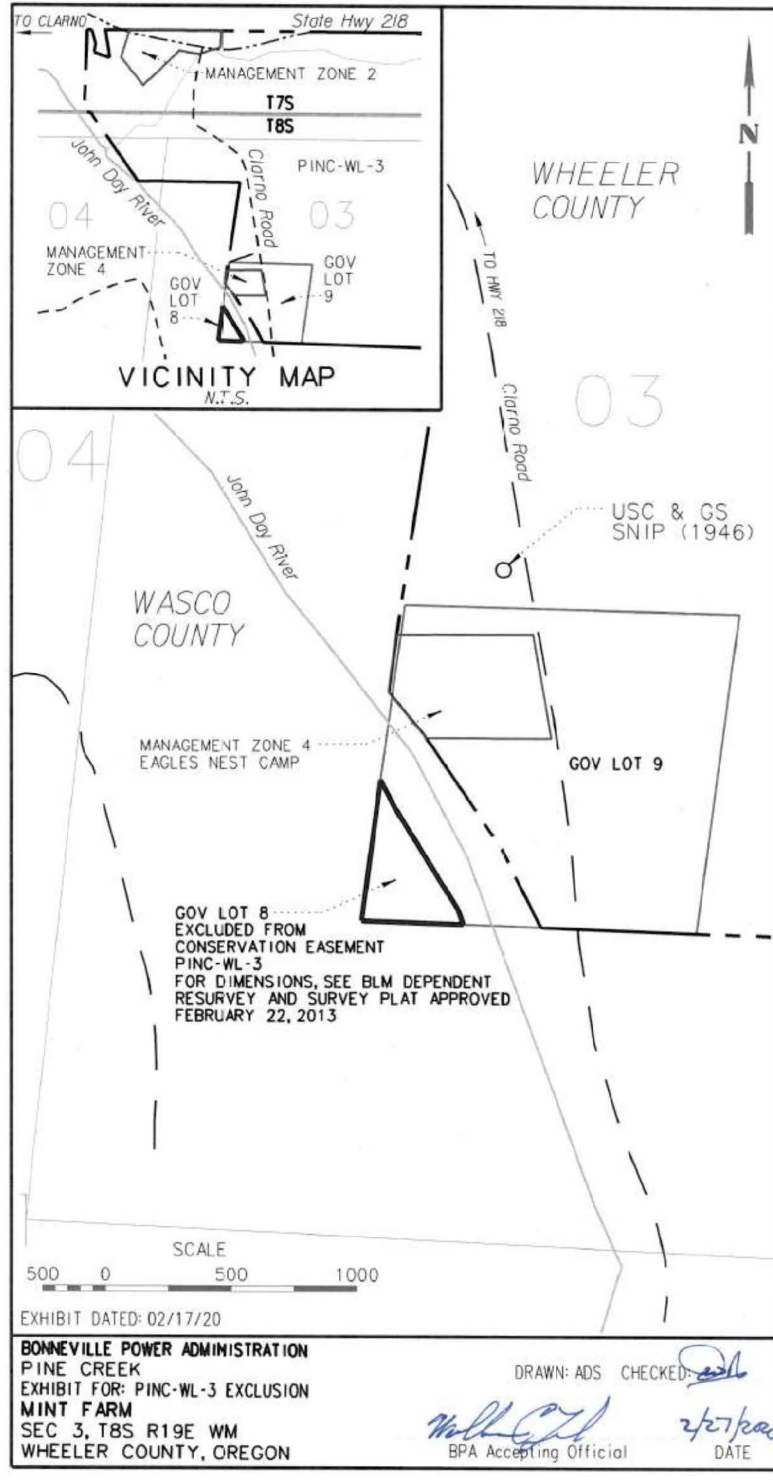 TO CLARNO
State Hwy 218
MANAGEMENT ZONE 2
T7S
T8S
John Day River
Clarno Road
PINC-WL-3
04
03
MANAGEMENT
ZONE 4
GOV
LOT
8
GOV
LOT
9
VICINITY MAP
N.T.S.
N
WHEELER
COUNTY
TO HWY 218
Clarno Road
03
04
John Day River
USC & GS
SNIP (1946)
WASCO
COUNTY
MANAGEMENT ZONE 4
EAGLES NEST CAMP
GOV LOT 9
GOV LOT 8
EXCLUDED FROM
CONSERVATION EASEMENT
PINC-WL-3
FOR DIMENSIONS, SEE BLM DEPENDENT
RESURVEY AND SURVEY PLAT APPROVED
FEBRUARY 22, 2013
SCALE
500 0 500 1000
EXHIBIT DATED: 02/17/20
BONNEVILLE POWER ADMINISTRATION
PINE CREEK
EXHIBIT FOR: PINC-WL-3 EXCLUSION
MINT FARM
SEC 3, T8S R19E WM
WHEELER COUNTY, OREGON
DRAWN: ADS CHECKED:
BPA Accepting Official
DATE